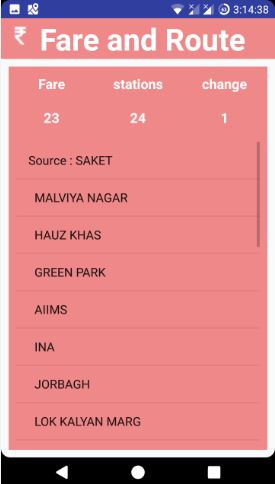 3:14:38
₹ Fare and Route
Fare stations change
23 24 1
Source : SAKET
MALVIYA NAGAR
HAUZ KHAS
GREEN PARK
AIIMS
INA
JORBAGH
LOK KALYAN MARG